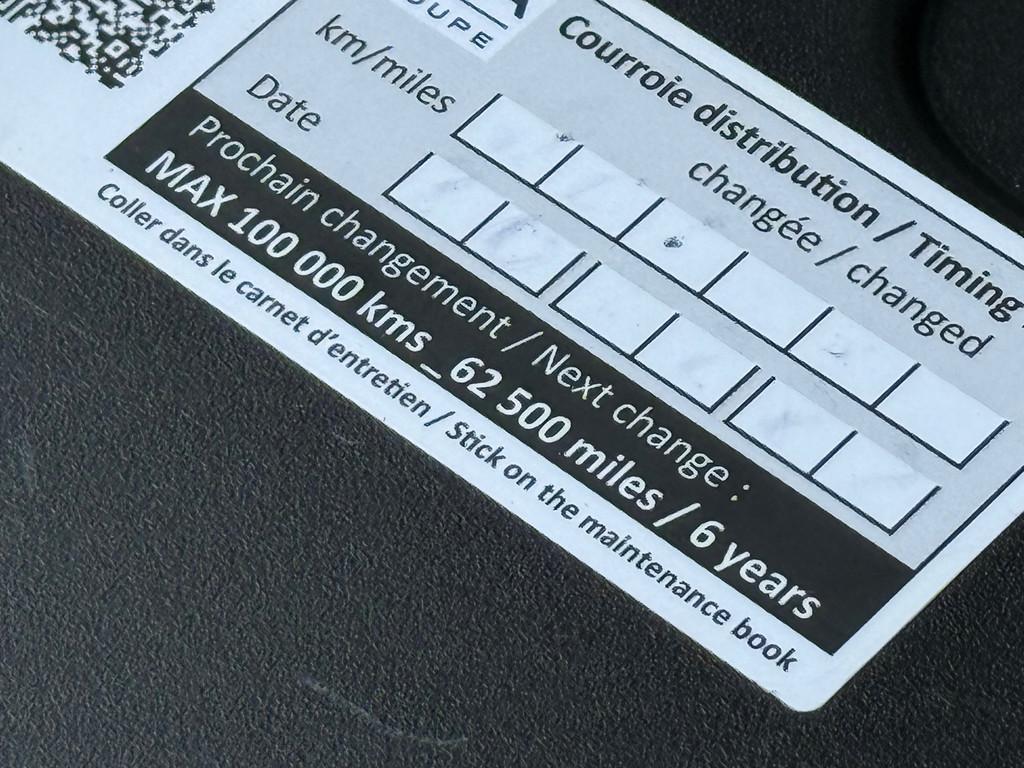 OUPE
Courroie distribution / Timing
changée / changed
km/miles
Date
Prochain changement / Next change :
MAX 100 000 kms_62 500 miles / 6 years
Coller dans le carnet d'entretien / Stick on the maintenance book